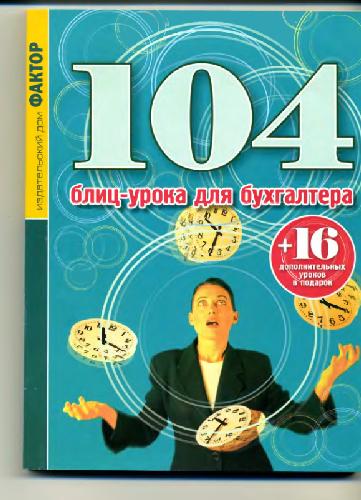 издательский дом ФАКТОР
104
блиц-урока для бухгалтера
+16
дополнительных
уроков
в подарок